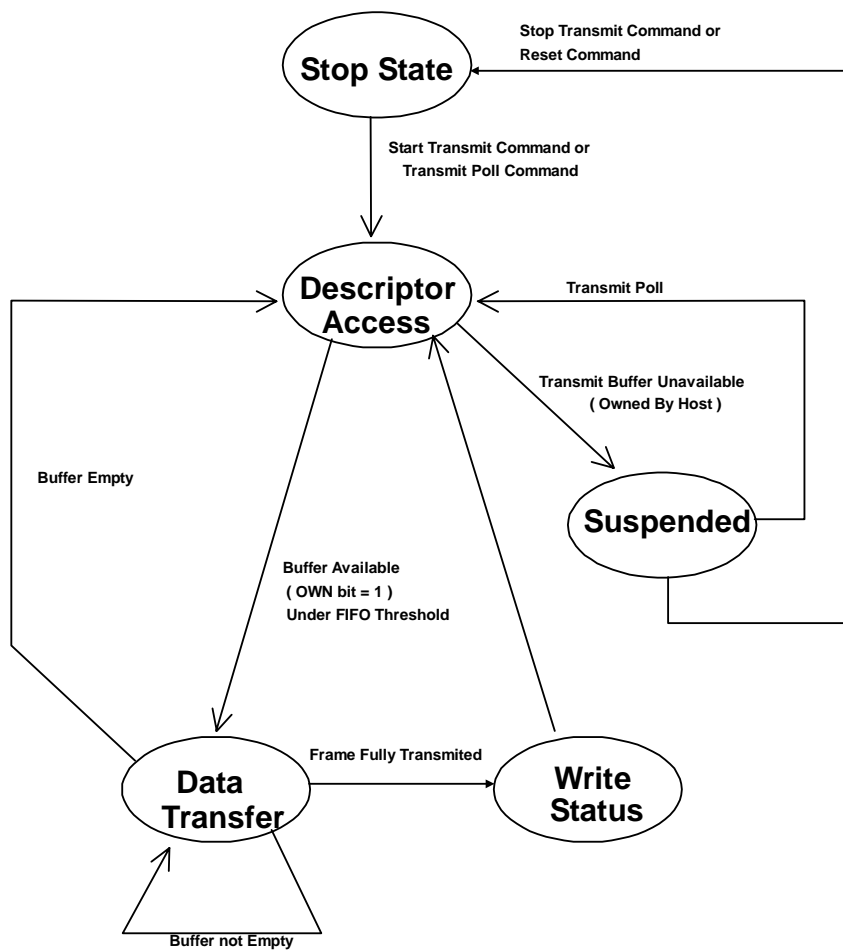 Stop Transmit Command or
Reset Command
Stop State
Start Transmit Command or
Transmit Poll Command
Descriptor
Access
Transmit Poll
Transmit Buffer Unavailable
( Owned By Host )
Buffer Empty
Suspended
Buffer Available
( OWN bit = 1 )
Under FIFO Threshold
Frame Fully Transmited
Data
Transfer
Write
Status
Buffer not Empty